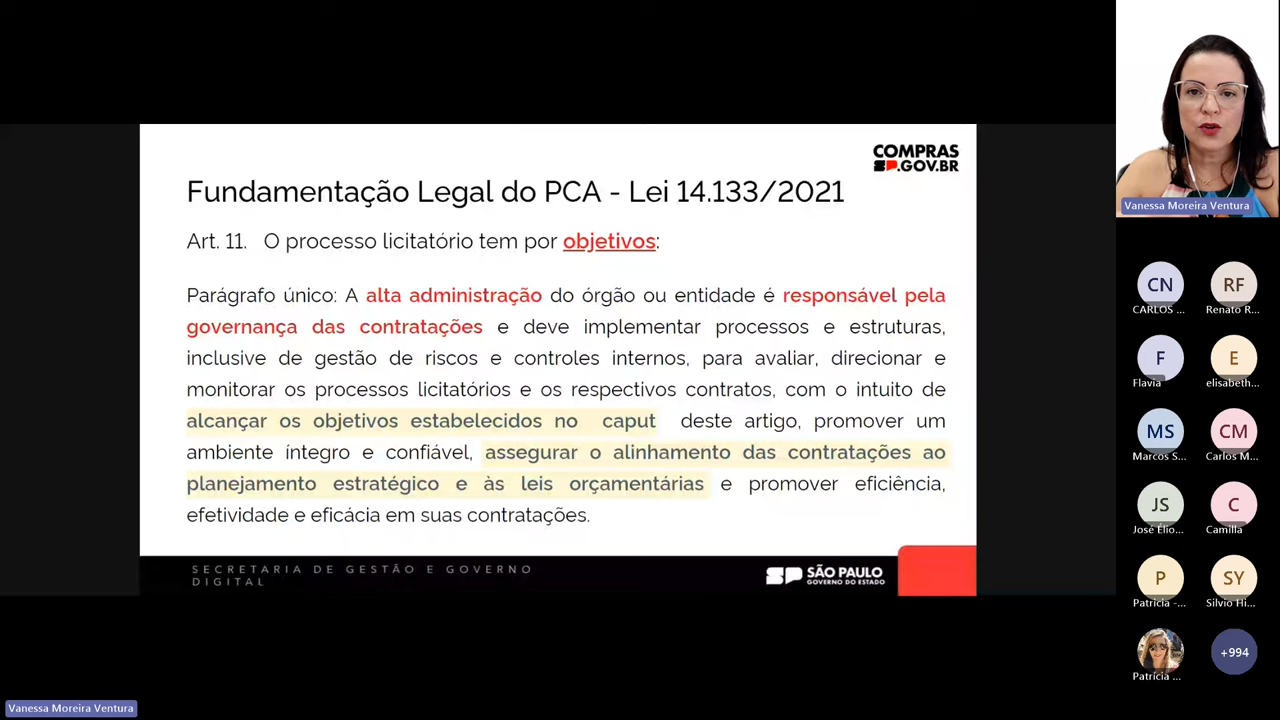 COMPRAS
SP.GOV.BR
Fundamentação Legal do PCA - Lei 14.133/2021
Art. 11. O processo licitatório tem por objetivos:
Parágrafo único: A alta administração do órgão ou entidade é responsável pela
governança das contratações e deve implementar processos e estruturas,
inclusive de gestão de riscos e controles internos, para avaliar, direcionar e
monitorar os processos licitatórios e os respectivos contratos, com o intuito de
alcançar os objetivos estabelecidos no caput deste artigo, promover um
ambiente íntegro e confiável, assegurar o alinhamento das contratações ao
planejamento estratégico e às leis orçamentárias e promover eficiência,
efetividade e eficácia em suas contratações.
SECRETARIA DE GESTÃO E GOVERNO
DIGITAL
SP SÃO PAULO
GOVERNO DO ESTADO
Vanessa Moreira Ventura
CN RF
CARLOS ... Renato R...
F E
Flavia elisabeth...
MS CM
Marcos S... Carlos M...
JS C
José Élio... Camilla
P SY
Patricia -... Silvio Hi...
+994
Patrícia ...
Vanessa Moreira Ventura